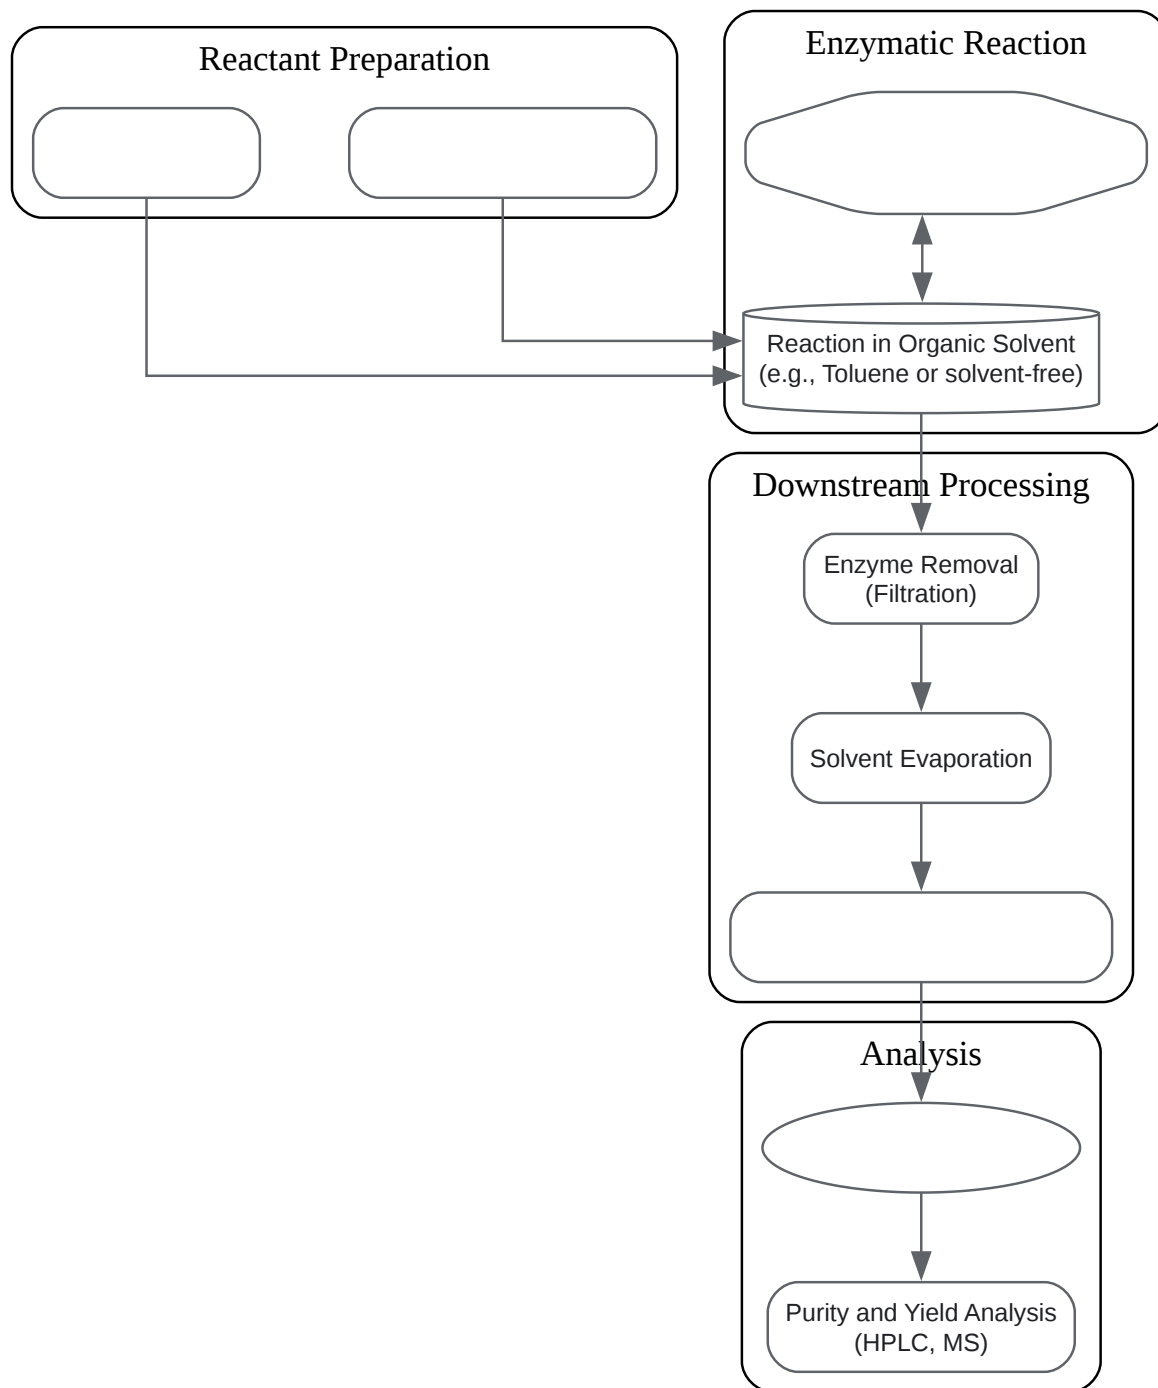 Reactant Preparation
Enzymatic Reaction
Reaction in Organic Solvent
(e.g., Toluene or solvent-free)
Downstream Processing
Enzyme Removal
(Filtration)
Solvent Evaporation
Analysis
Purity and Yield Analysis
(HPLC, MS)